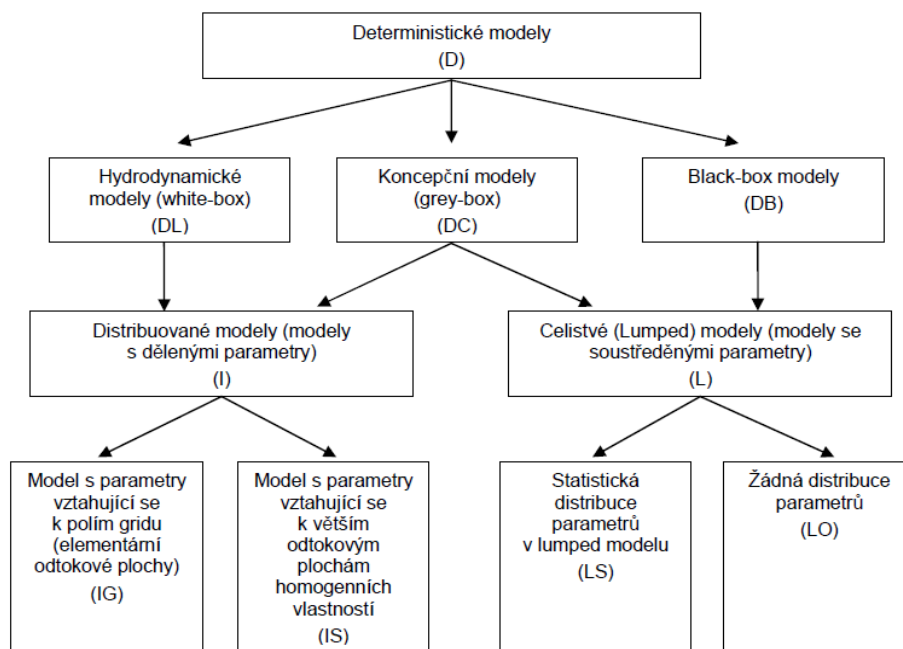 Deterministické modely
(D)
Hydrodynamické
modely (white-box)
(DL)
Koncepční modely
(grey-box)
(DC)
Black-box modely
(DB)
Distribuované modely (modely
s dělenými parametry)
(I)
Celistvé (Lumped) modely (modely se
soustředěnými parametry)
(L)
Model s parametry
vztahující se
k polím gridu
(elementární
odtokové plochy)
(IG)
Model s parametry
vztahující se
k větším
odtokovým
plochám
homogenních
vlastností
(IS)
Statistická
distribuce
parametrů
v lumped modelu
(LS)
Žádná distribuce
parametrů
(LO)